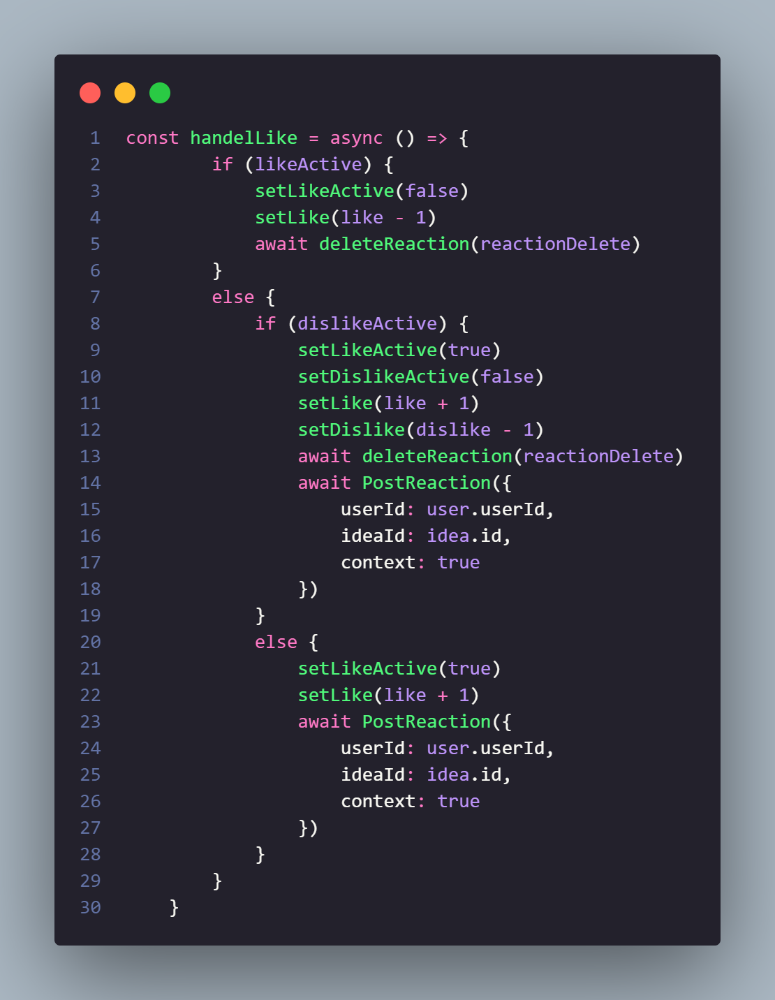 1 const handelLike = async () => {
2         if (likeActive) {
3             setLikeActive(false)
4             setLike(like - 1)
5             await deleteReaction(reactionDelete)
6         }
7         else {
8             if (dislikeActive) {
9                 setLikeActive(true)
10                 setDislikeActive(false)
11                 setLike(like + 1)
12                 setDislike(dislike - 1)
13                 await deleteReaction(reactionDelete)
14                 await PostReaction({
15                     userId: user.userId,
16                     ideaId: idea.id,
17                     context: true
18                 })
19             }
20             else {
21                 setLikeActive(true)
22                 setLike(like + 1)
23                 await PostReaction({
24                     userId: user.userId,
25                     ideaId: idea.id,
26                     context: true
27                 })
28             }
29         }
30     }